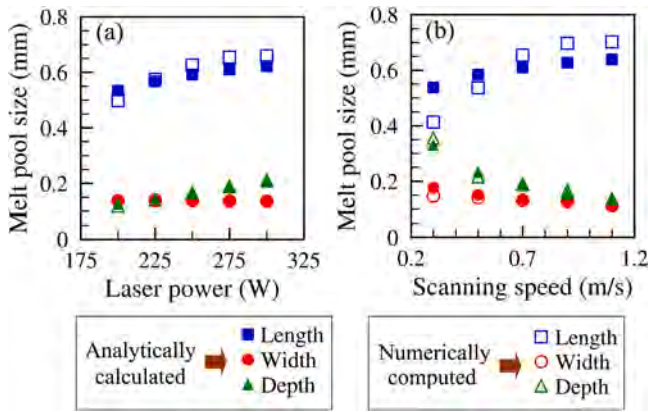 (a)
Melt pool size (mm)
0.8
0.6
0.4
0.2
0
175 225 275 325
Laser power (W)
(b)
Melt pool size (mm)
0.8
0.6
0.4
0.2
0
0.2 0.7 1.2
Scanning speed (m/s)
Analytically
calculated
Length
Width
Depth
Numerically
computed
Length
Width
Depth